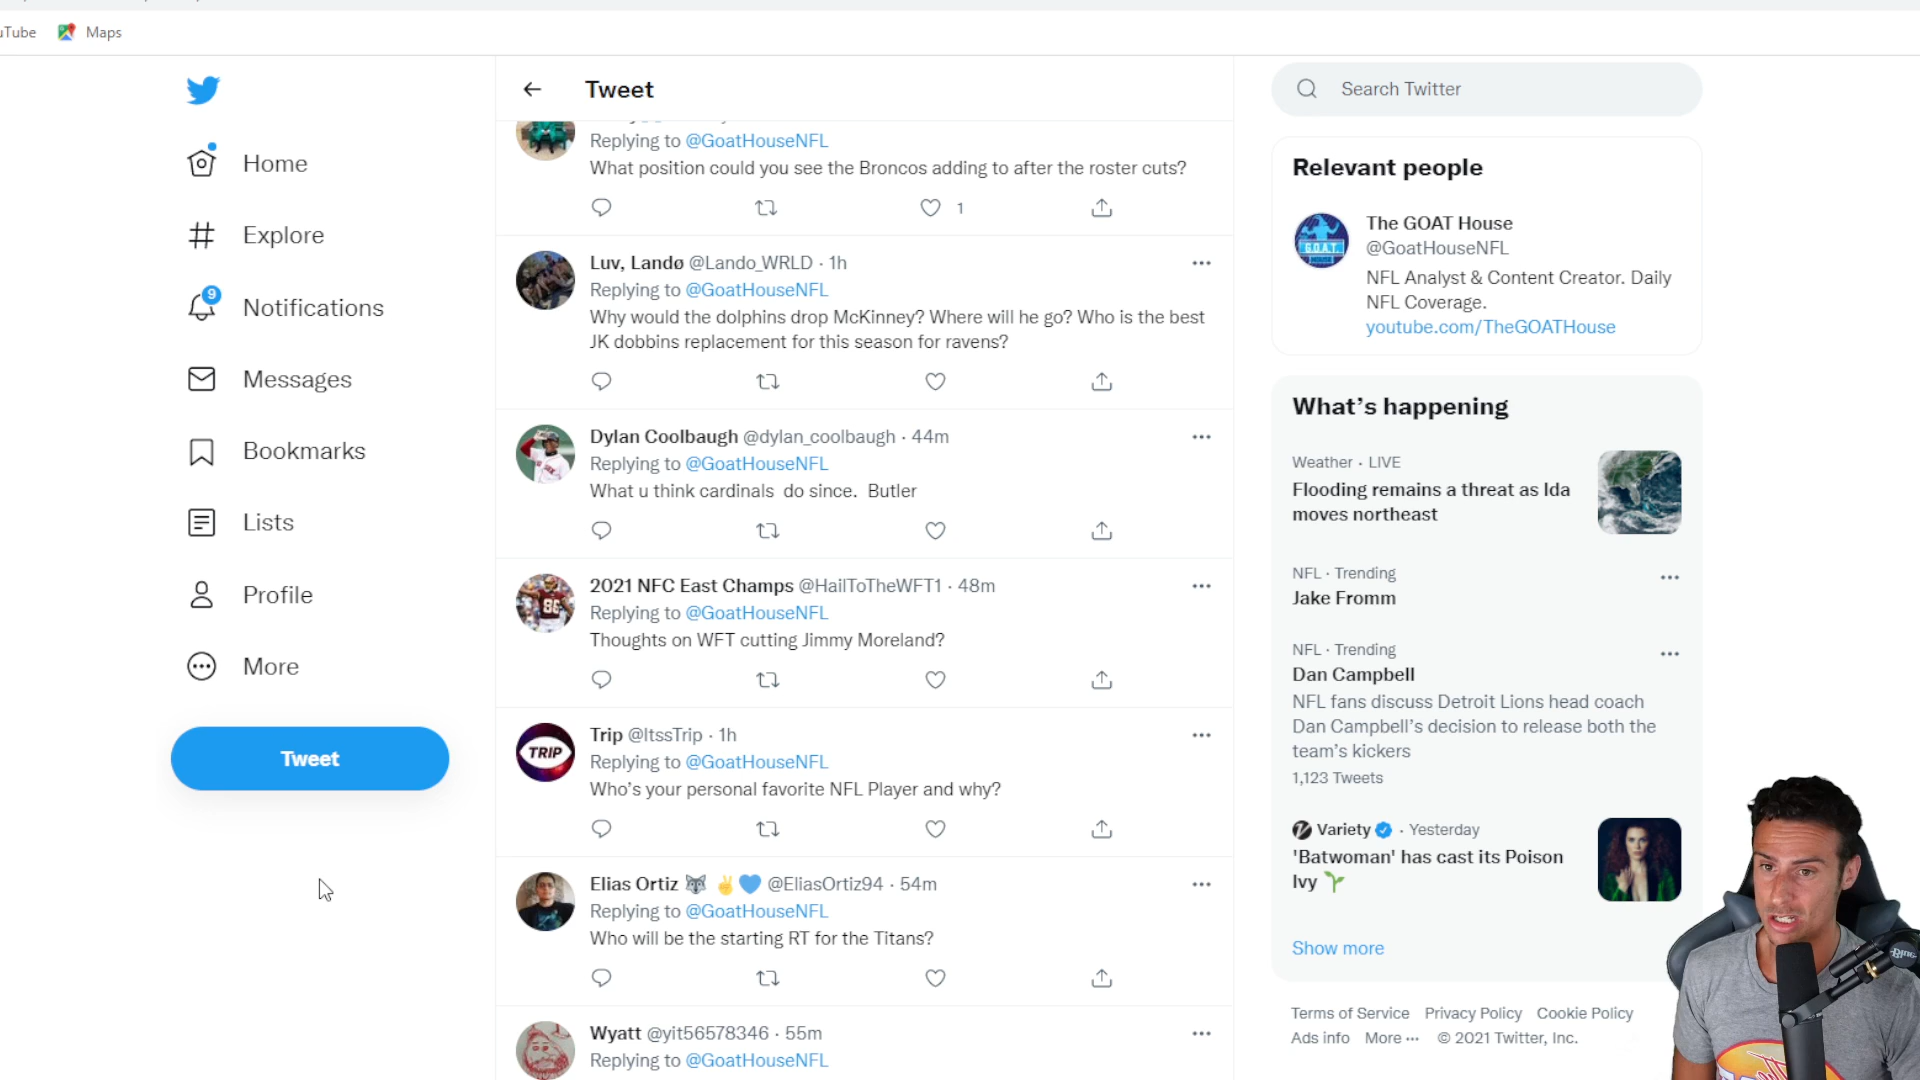 Tube
Maps
Tweet
Search Twitter
Replying to @GoatHouseNFL
What position could you see the Broncos adding to after the roster cuts?
1
Luv, Landø @Lando_WRLD · 1h
Replying to @GoatHouseNFL
Why would the dolphins drop McKinney? Where will he go? Who is the best
JK dobbins replacement for this season for ravens?
Dylan Coolbaugh @dylan_coolbaugh · 44m
Replying to @GoatHouseNFL
What u think cardinals do since. Butler
2021 NFC East Champs @HailToTheWFT1 · 48m
Replying to @GoatHouseNFL
Thoughts on WFT cutting Jimmy Moreland?
TRIP
Trip @ItssTrip · 1h
Replying to @GoatHouseNFL
Who's your personal favorite NFL Player and why?
Elias Ortiz 🐺 ✌️💙 @EliasOrtiz94 · 54m
Replying to @GoatHouseNFL
Who will be the starting RT for the Titans?
Wyatt @yit56578346 · 55m
Replying to @GoatHouseNFL
Home
Explore
9
Notifications
Messages
Bookmarks
Lists
Profile
More
Tweet
Relevant people
G.O.A.T.
HOUSE
The GOAT House
@GoatHouseNFL
NFL Analyst & Content Creator. Daily
NFL Coverage.
youtube.com/TheGOATHouse
What's happening
Weather · LIVE
Flooding remains a threat as Ida
moves northeast
NFL · Trending
Jake Fromm
NFL · Trending
Dan Campbell
NFL fans discuss Detroit Lions head coach
Dan Campbell's decision to release both the
team's kickers
1,123 Tweets
Variety · Yesterday
'Batwoman' has cast its Poison
Ivy 🌱
Show more
Terms of Service Privacy Policy Cookie Policy
Ads info More ··· © 2021 Twitter, Inc.